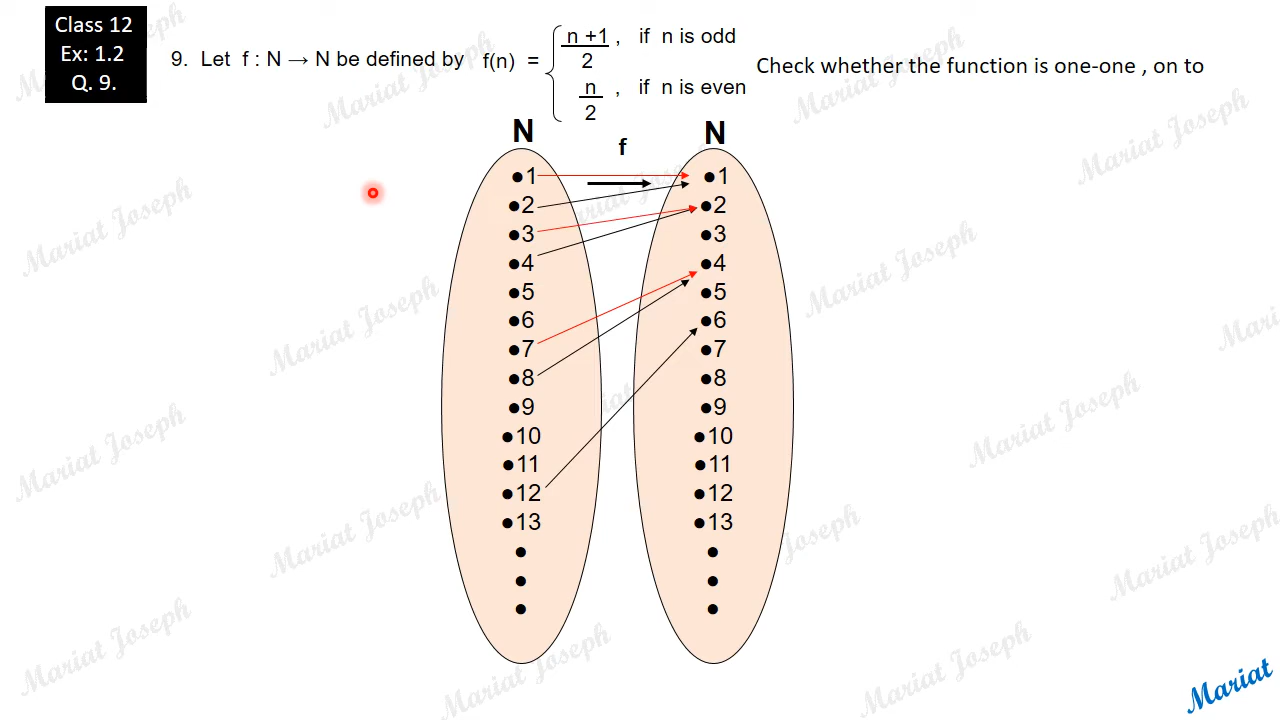 Class 12
Ex: 1.2
Q. 9.
9. Let f : N → N be defined by f(n) =
n +1 , if n is odd
2
n , if n is even
2
Check whether the function is one-one , on to
N
N
f
●1
●2
●3
●4
●5
●6
●7
●8
●9
●10
●11
●12
●13
●1
●2
●3
●4
●5
●6
●7
●8
●9
●10
●11
●12
●13
Mariat Joseph
Mariat